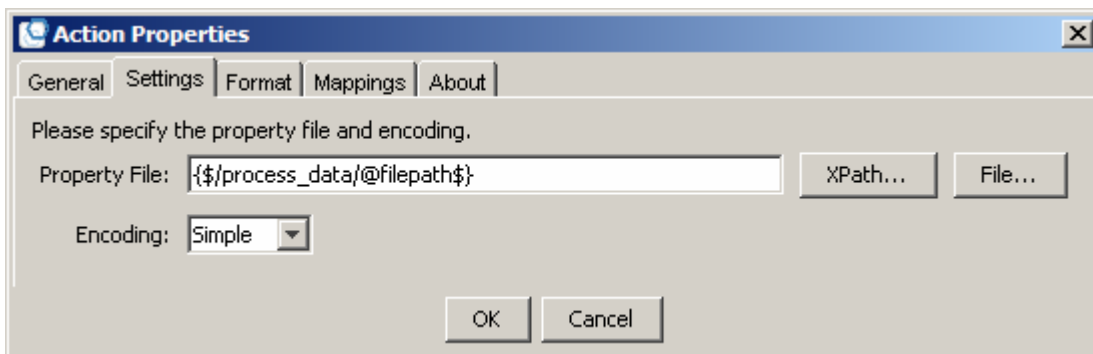 Action Properties
General Settings Format Mappings About
Please specify the property file and encoding.
Property File: {$/process_data/@filepath$} XPath... File...
Encoding: Simple
OK Cancel